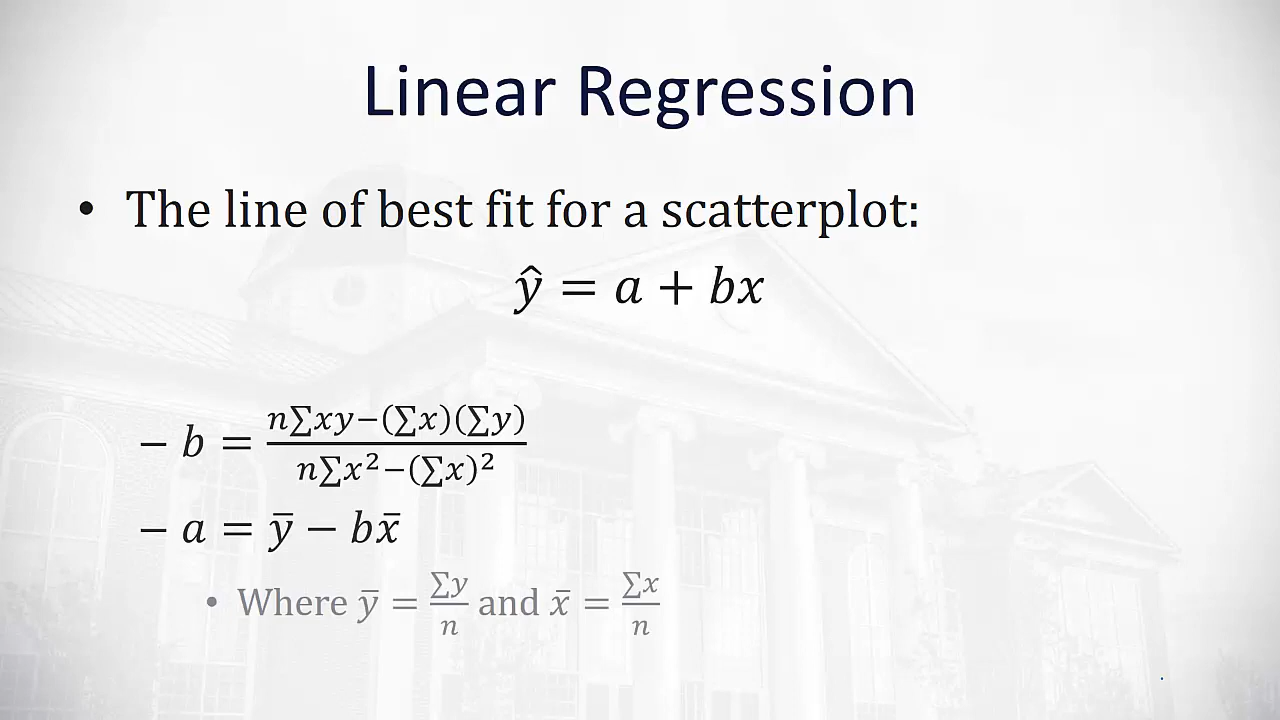 Linear Regression
• The line of best fit for a scatterplot:
ŷ = a + bx
– b = (n∑xy−(∑x)(∑y))/(n∑x²−(∑x)²)
– a = ȳ − bx̄
• Where ȳ = ∑y/n and x̄ = ∑x/n